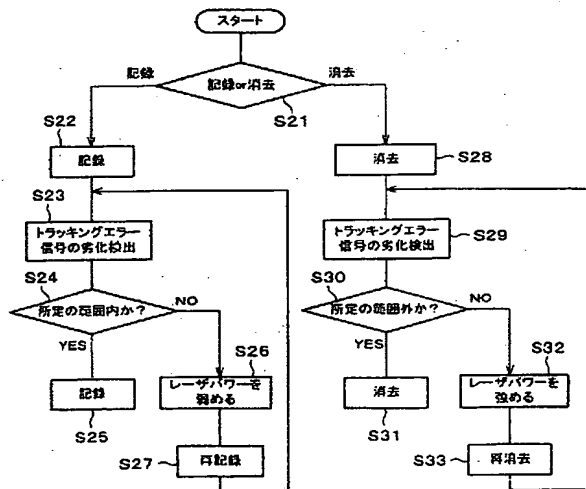 スタート
記録
消去
記録or消去
S21
S22
記録
消去
S28
S23
トラッキングエラー
信号の劣化検出
トラッキングエラー
信号の劣化検出
S29
S24
所定の範囲内か?
NO
YES
S30
所定の範囲外か?
NO
YES
S26
レーザパワーを
弱める
S32
レーザパワーを
強める
記録
S25
消去
S31
S27
再記録
S33
再消去